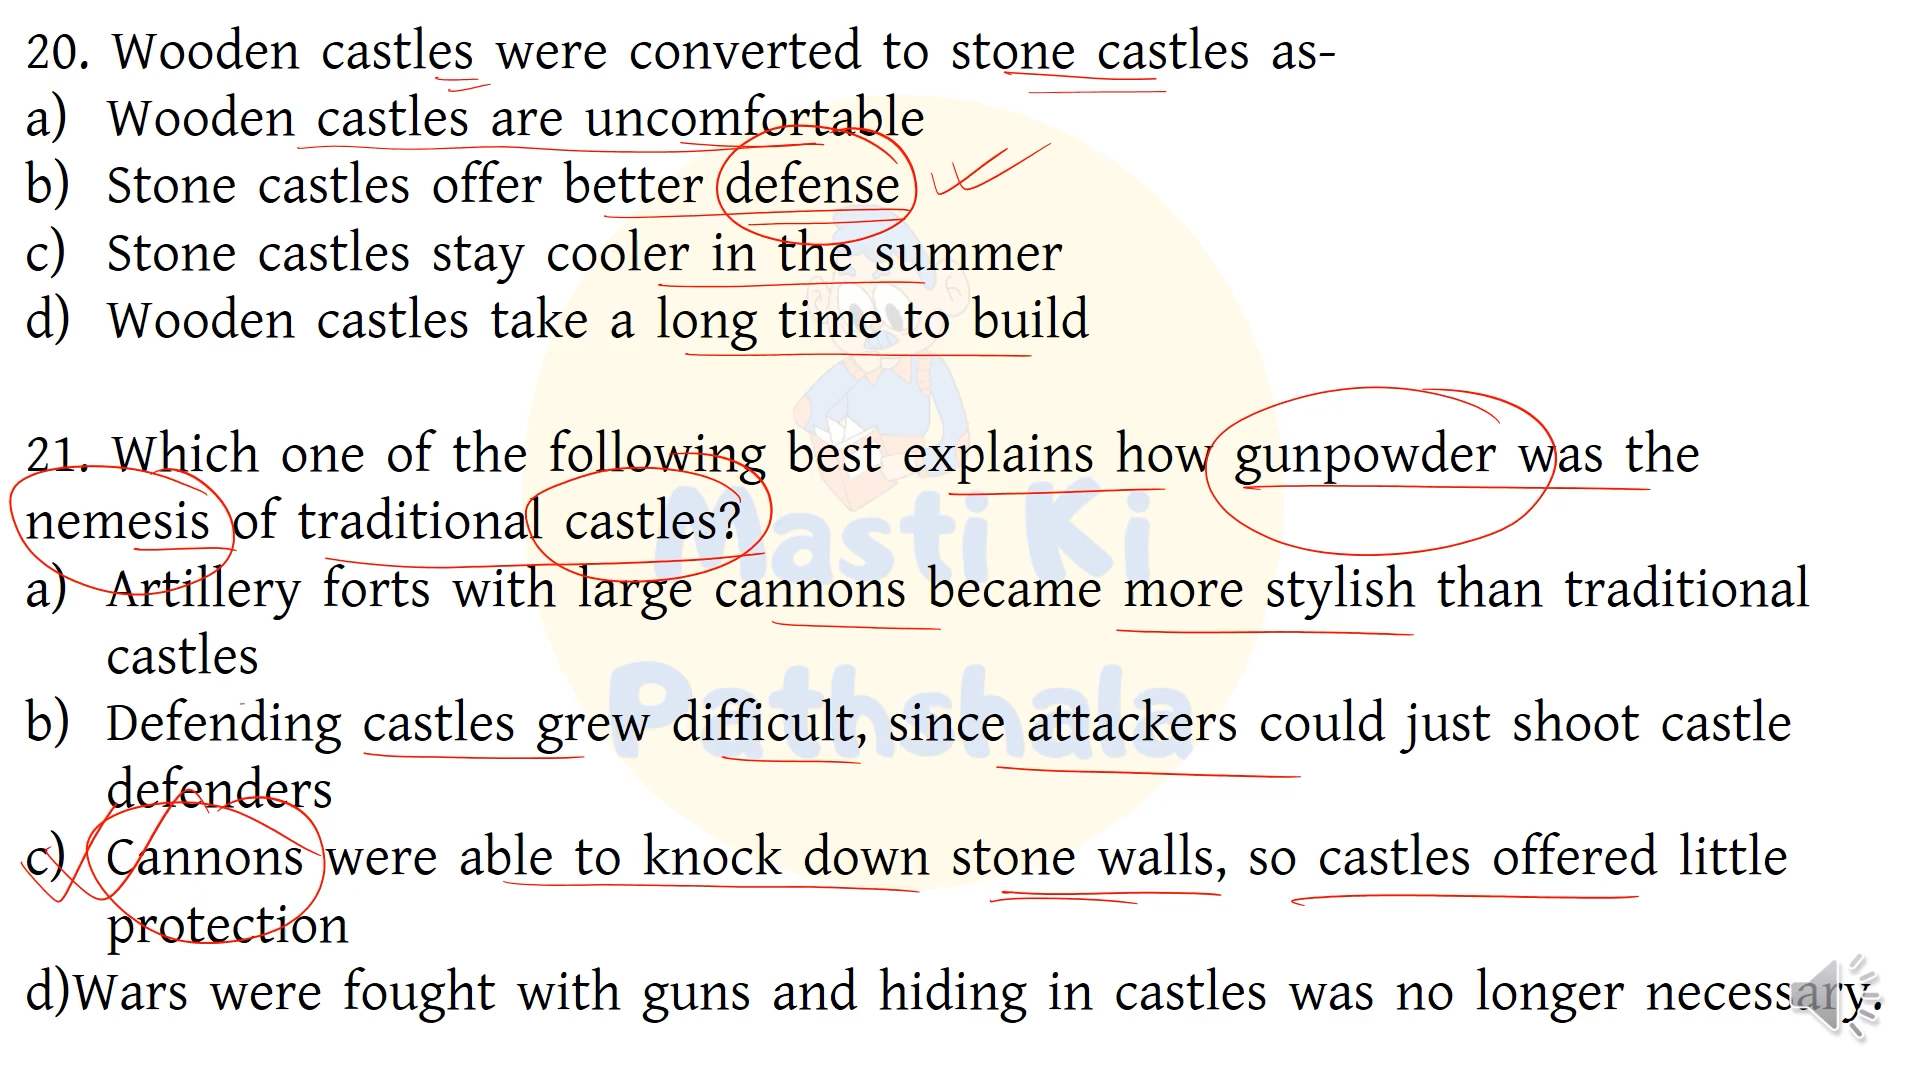 20. Wooden castles were converted to stone castles as-
a) Wooden castles are uncomfortable
b) Stone castles offer better defense
c) Stone castles stay cooler in the summer
d) Wooden castles take a long time to build
21. Which one of the following best explains how gunpowder was the
nemesis of traditional castles?
a) Artillery forts with large cannons became more stylish than traditional
castles
b) Defending castles grew difficult, since attackers could just shoot castle
defenders
c) Cannons were able to knock down stone walls, so castles offered little
protection
d)Wars were fought with guns and hiding in castles was no longer necessary.
Masti Ki
Pathshala